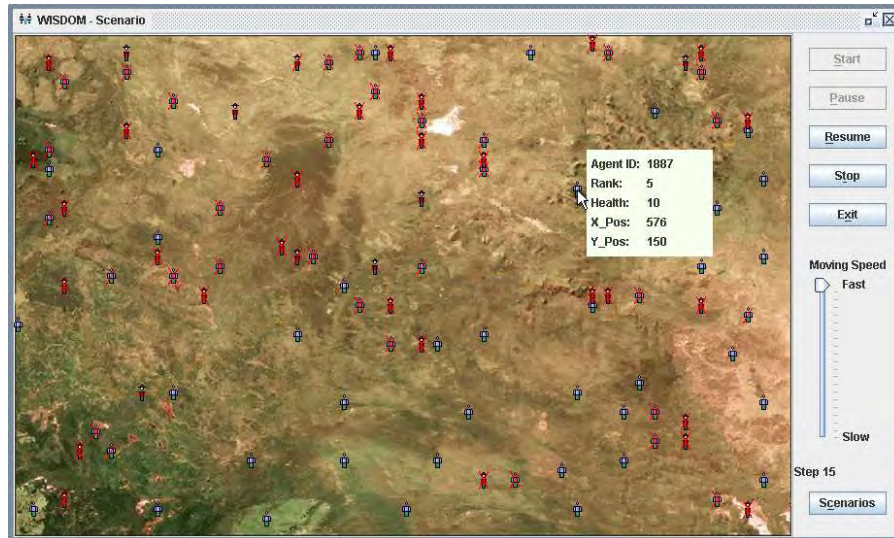 WISDOM - Scenario
Start
Pause
Resume
Stop
Exit
Agent ID: 1887
Rank: 5
Health: 10
X_Pos: 576
Y_Pos: 150
Moving Speed
Fast
Slow
Step 15
Scenarios